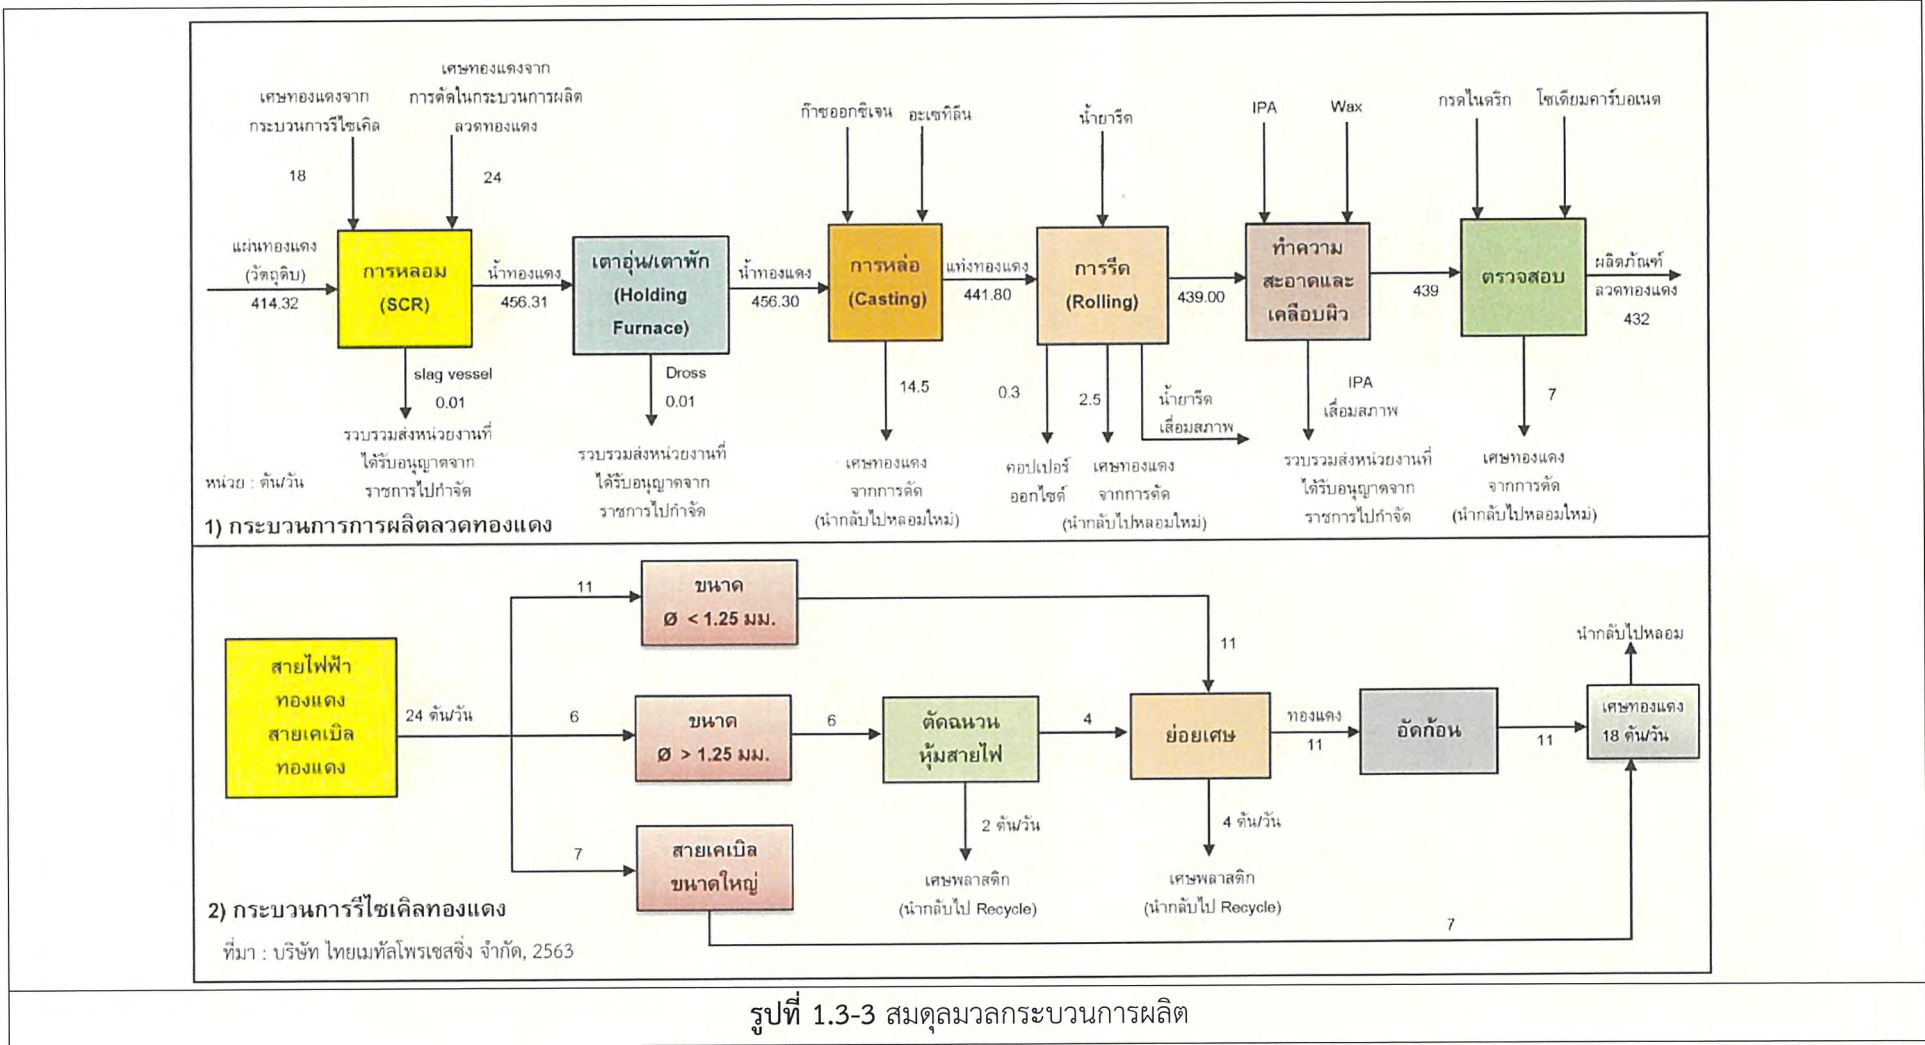 เศษทองแดงจาก
กระบวนการรีไซเคิล
18
เศษทองแดงจาก
การตัดในกระบวนการผลิต
ลวดทองแดง
24
ก๊าซออกซิเจน
อะเซทิลีน
น้ำยารีด
IPA
Wax
กรดไนตริก
โซเดียมคาร์บอเนต
แผ่นทองแดง
(วัตถุดิบ)
414.32
การหลอม
(SCR)
น้ำทองแดง
456.31
เตาอุ่น/เตาพัก
(Holding
Furnace)
น้ำทองแดง
456.30
การหล่อ
(Casting)
แท่งทองแดง
441.80
การรีด
(Rolling)
439.00
ทำความ
สะอาดและ
เคลือบผิว
439
ตรวจสอบ
ผลิตภัณฑ์
ลวดทองแดง
432
slag vessel
0.01
รวบรวมส่งหน่วยงานที่
ได้รับอนุญาตจาก
ราชการไปกำจัด
Dross
0.01
รวบรวมส่งหน่วยงานที่
ได้รับอนุญาตจาก
ราชการไปกำจัด
14.5
เศษทองแดง
จากการตัด
(นำกลับไปหลอมใหม่)
0.3
คอปเปอร์
ออกไซด์
2.5
เศษทองแดง
จากการตัด
(นำกลับไปหลอมใหม่)
น้ำยารีด
เสื่อมสภาพ
IPA
เสื่อมสภาพ
รวบรวมส่งหน่วยงานที่
ได้รับอนุญาตจาก
ราชการไปกำจัด
7
เศษทองแดง
จากการตัด
(นำกลับไปหลอมใหม่)
หน่วย : ตัน/วัน
1) กระบวนการการผลิตลวดทองแดง
สายไฟฟ้า
ทองแดง
สายเคเบิล
ทองแดง
24 ตัน/วัน
11
ขนาด
Ø < 1.25 มม.
11
6
ขนาด
Ø > 1.25 มม.
6
ตัดฉนวน
หุ้มสายไฟ
4
ย่อยเศษ
ทองแดง
11
อัดก้อน
11
นำกลับไปหลอม
เศษทองแดง
18 ตัน/วัน
2 ตัน/วัน
เศษพลาสติก
(นำกลับไป Recycle)
4 ตัน/วัน
เศษพลาสติก
(นำกลับไป Recycle)
7
สายเคเบิล
ขนาดใหญ่
7
2) กระบวนการรีไซเคิลทองแดง
ที่มา : บริษัท ไทยเมทัลโพรเซสซิ่ง จำกัด, 2563
รูปที่ 1.3-3 สมดุลมวลกระบวนการผลิต